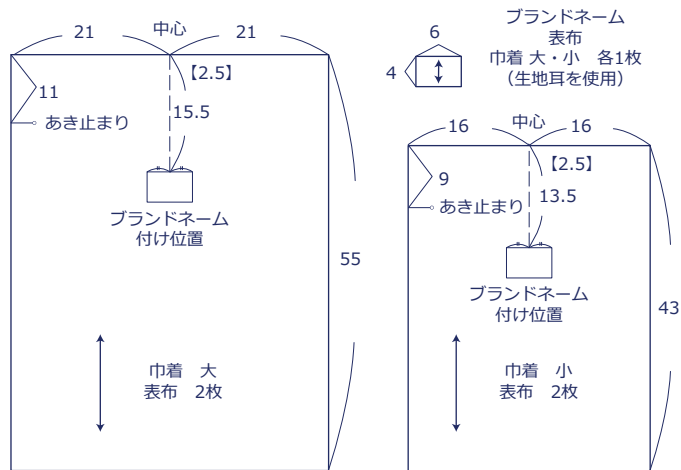 21
中心
21
【2.5】
11
15.5
あき止まり
ブランドネーム
付け位置
55
巾着　大
表布　2枚
6
4
ブランドネーム
表布
巾着 大・小　各1枚
（生地耳を使用）
16
中心
16
【2.5】
9
13.5
あき止まり
ブランドネーム
付け位置
43
巾着　小
表布　2枚